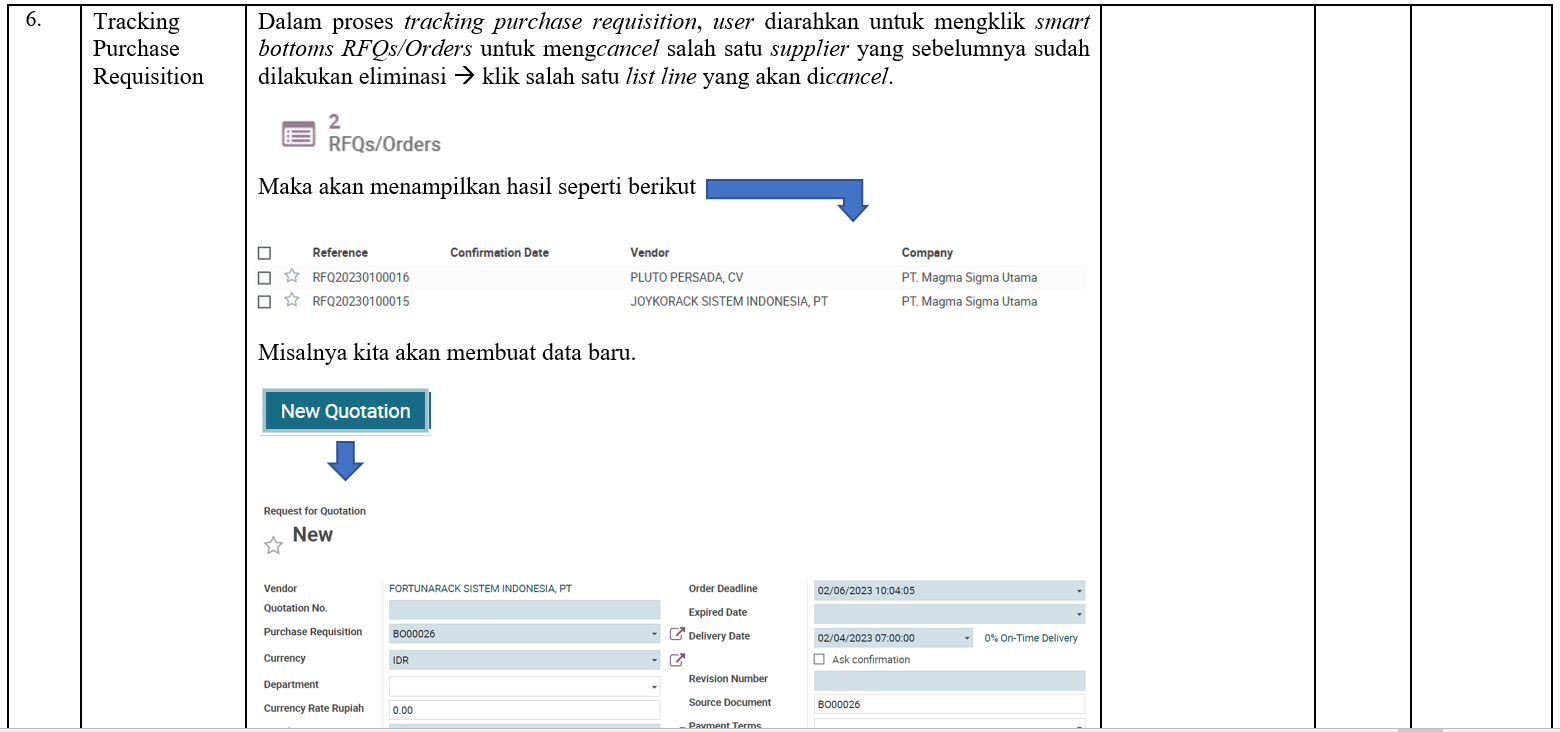 6.
Tracking
Purchase
Requisition
Dalam proses tracking purchase requisition, user diarahkan untuk mengklik smart
bottoms RFQs/Orders untuk mengcancel salah satu supplier yang sebelumnya sudah
dilakukan eliminasi → klik salah satu list line yang akan dicancel.
2
RFQs/Orders
Maka akan menampilkan hasil seperti berikut
Reference Confirmation Date Vendor Company
RFQ20230100016 PLUTO PERSADA, CV PT. Magma Sigma Utama
RFQ20230100015 JOYKORACK SISTEM INDONESIA, PT PT. Magma Sigma Utama
Misalnya kita akan membuat data baru.
New Quotation
Request for Quotation
New
Vendor FORTUNARACK SISTEM INDONESIA, PT Order Deadline 02/06/2023 10:04:05
Quotation No. Expired Date
Purchase Requisition BO00026 Delivery Date 02/04/2023 07:00:00 0% On-Time Delivery
Currency IDR Ask confirmation
Department Revision Number
Currency Rate Rupiah 0.00 Source Document BO00026
Payment Terms